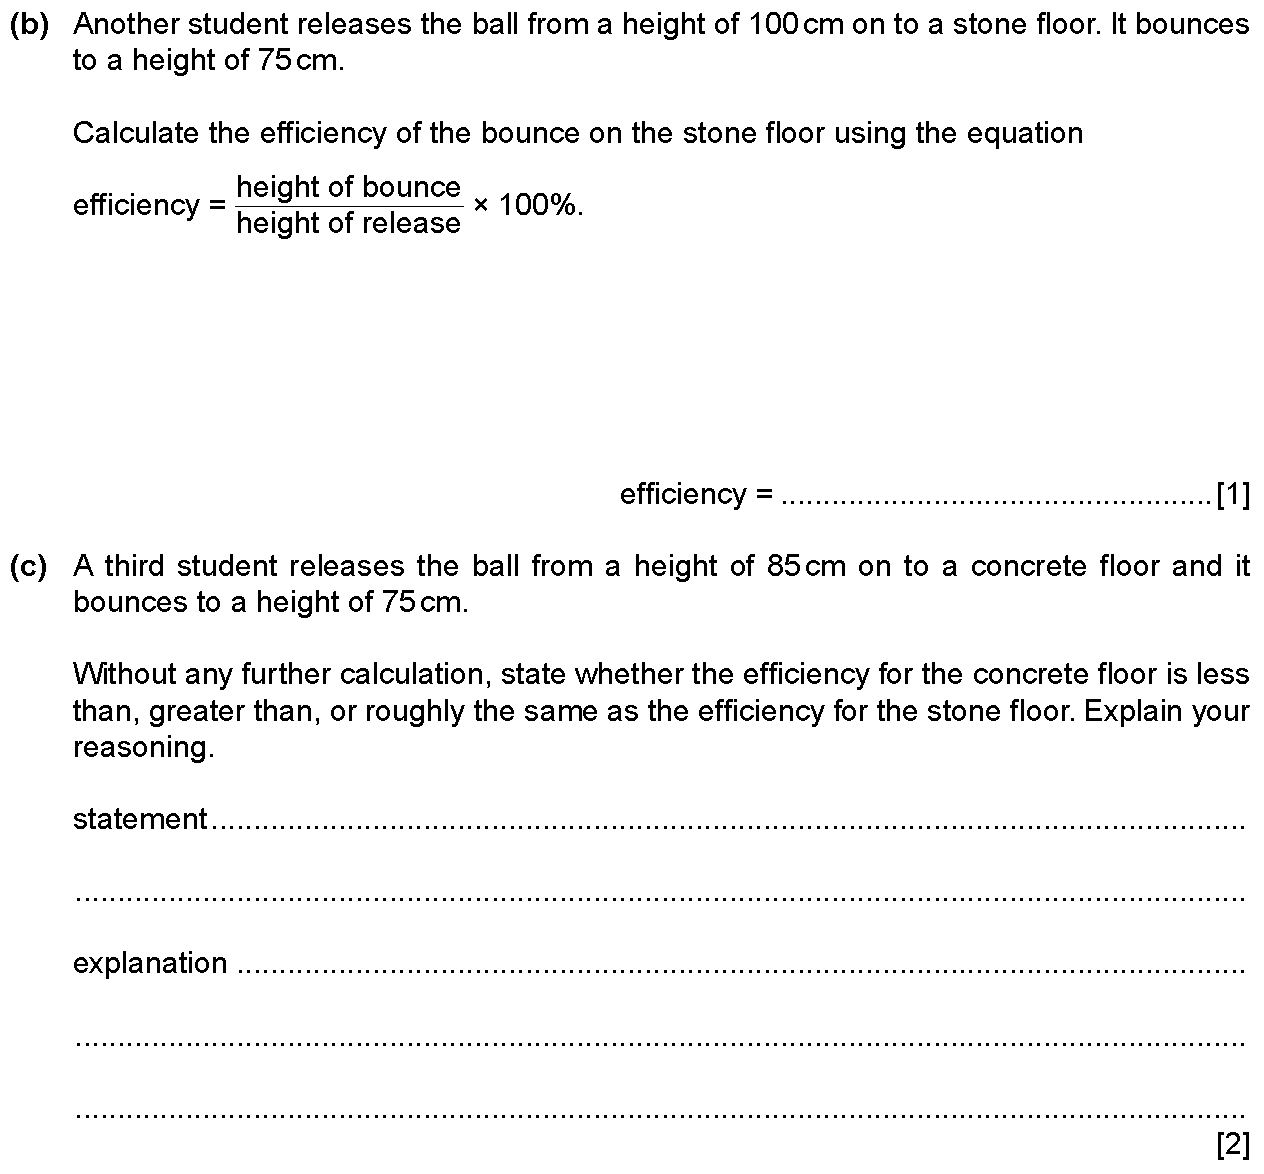 (b) Another student releases the ball from a height of 100 cm on to a stone floor. It bounces
to a height of 75 cm.
Calculate the efficiency of the bounce on the stone floor using the equation
efficiency = height of bounce / height of release × 100%.
efficiency = .................................................. [1]
(c) A third student releases the ball from a height of 85 cm on to a concrete floor and it
bounces to a height of 75 cm.
Without any further calculation, state whether the efficiency for the concrete floor is less
than, greater than, or roughly the same as the efficiency for the stone floor. Explain your
reasoning.
statement..........................................................................................................................
..........................................................................................................................................
explanation .......................................................................................................................
..........................................................................................................................................
..........................................................................................................................................
[2]